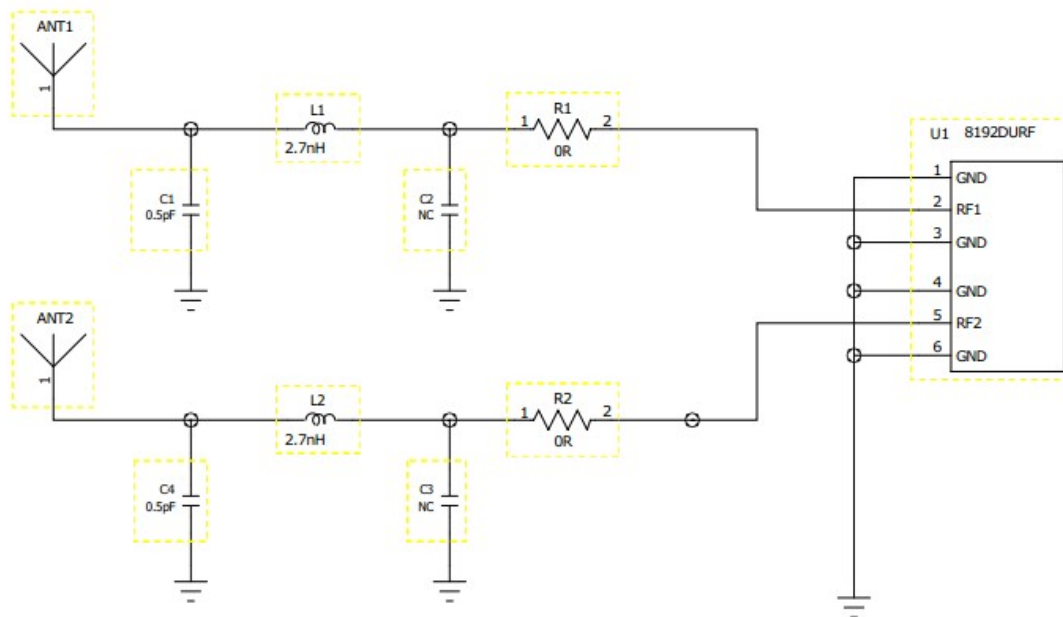 ANT1
1
L1
2.7nH
R1
1 2
0R
C1
0.5pF
C2
NC
U1 8192DURF
1 GND
2 RF1
3 GND
4 GND
5 RF2
6 GND
ANT2
1
L2
2.7nH
R2
1 2
0R
C4
0.5pF
C3
NC